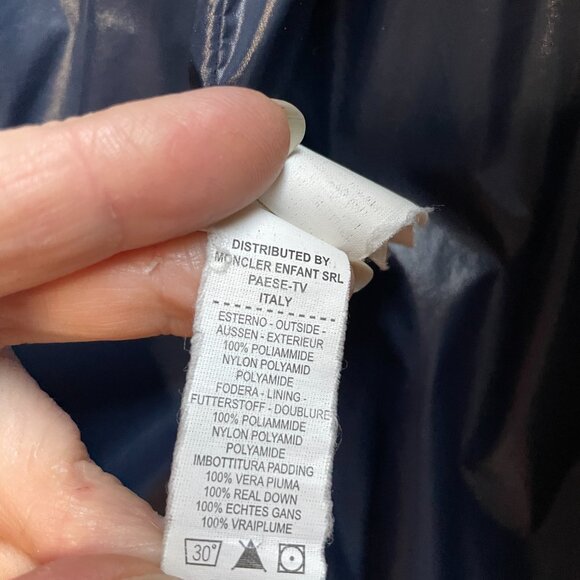 DISTRIBUTED BY
MONCLER ENFANT SRL
PAESE-TV
ITALY
ESTERNO - OUTSIDE -
AUSSEN - EXTERIEUR
100% POLIAMMIDE
NYLON POLYAMID
POLYAMIDE
FODERA - LINING -
FUTTERSTOFF - DOUBLURE
100% POLIAMMIDE
NYLON POLYAMID
POLYAMIDE
IMBOTTITURA PADDING
100% VERA PIUMA
100% REAL DOWN
100% ECHTES GANS
100% VRAIPLUME
30°